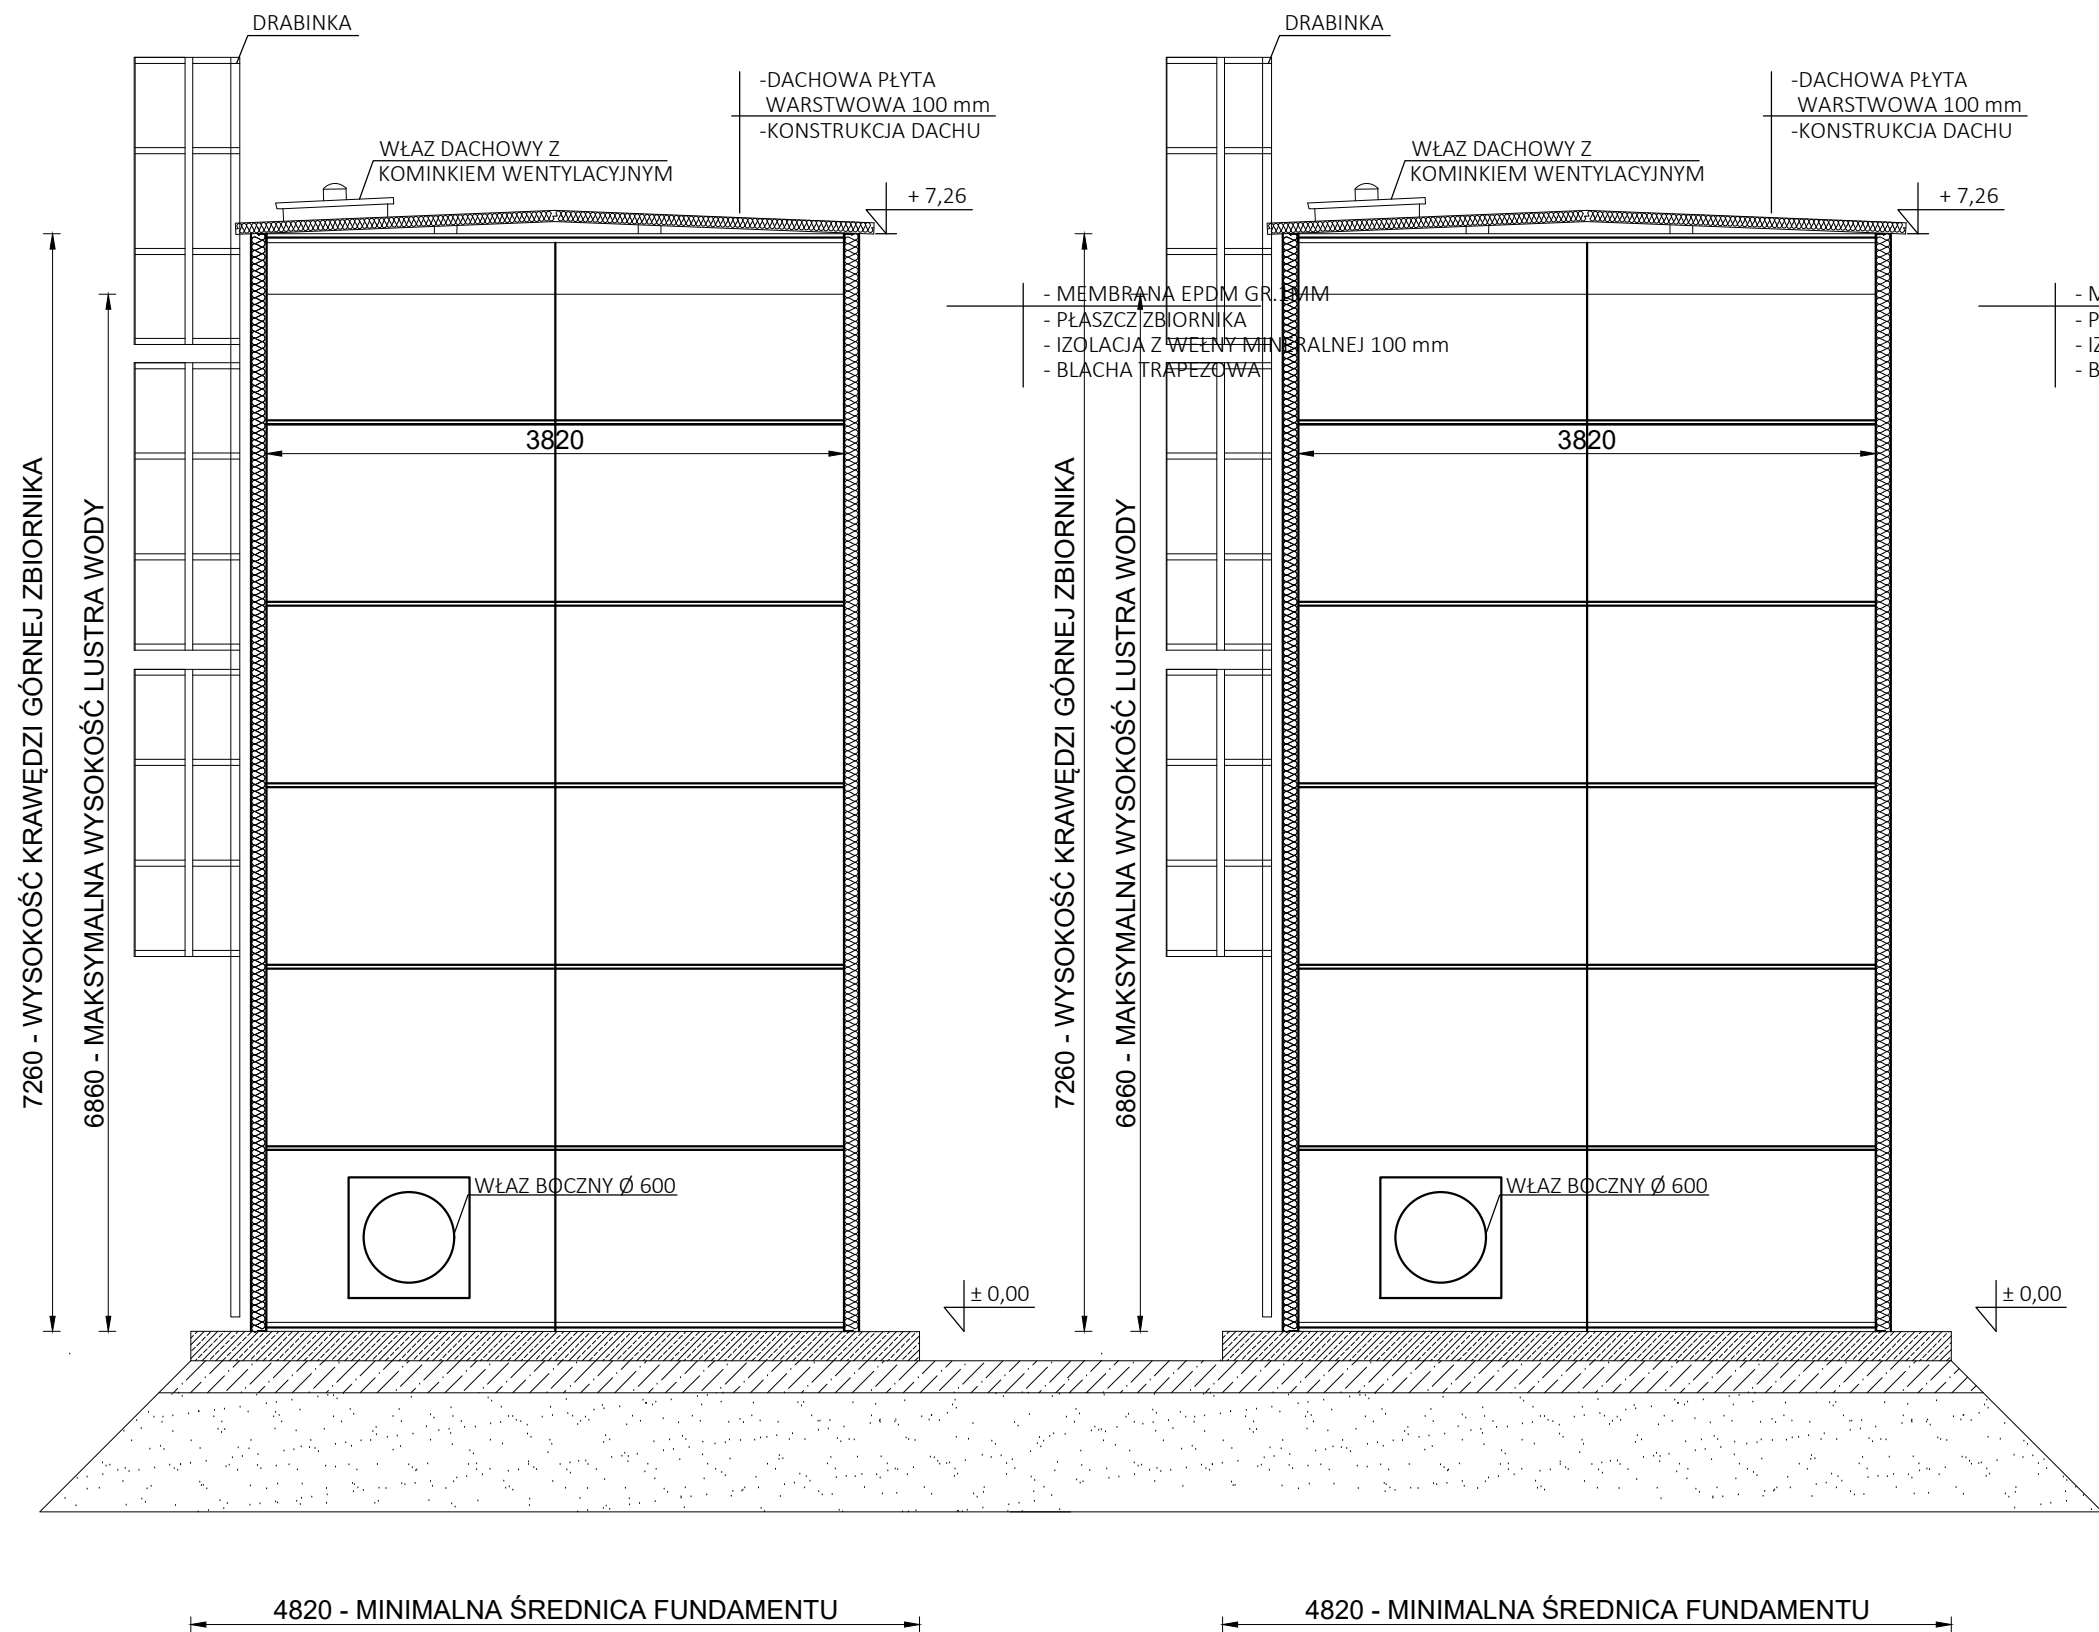 DRABINKA
-DACHOWA PŁYTA
WARSTWOWA 100 mm
-KONSTRUKCJA DACHU
WŁAZ DACHOWY Z
KOMINKIEM WENTYLACYJNYM
+ 7,26
- MEMBRANA EPDM GR.1MM
- PŁASZCZ ZBIORNIKA
- IZOLACJA Z WEŁNY MINERALNEJ 100 mm
- BLACHA TRAPEZOWA
3820
7260 - WYSOKOŚĆ KRAWĘDZI GÓRNEJ ZBIORNIKA
6860 - MAKSYMALNA WYSOKOŚĆ LUSTRA WODY
WŁAZ BOCZNY Ø 600
± 0,00
4820 - MINIMALNA ŚREDNICA FUNDAMENTU
DRABINKA
-DACHOWA PŁYTA
WARSTWOWA 100 mm
-KONSTRUKCJA DACHU
WŁAZ DACHOWY Z
KOMINKIEM WENTYLACYJNYM
+ 7,26
- M
- P
- IZ
- B
3820
7260 - WYSOKOŚĆ KRAWĘDZI GÓRNEJ ZBIORNIKA
6860 - MAKSYMALNA WYSOKOŚĆ LUSTRA WODY
WŁAZ BOCZNY Ø 600
± 0,00
4820 - MINIMALNA ŚREDNICA FUNDAMENTU